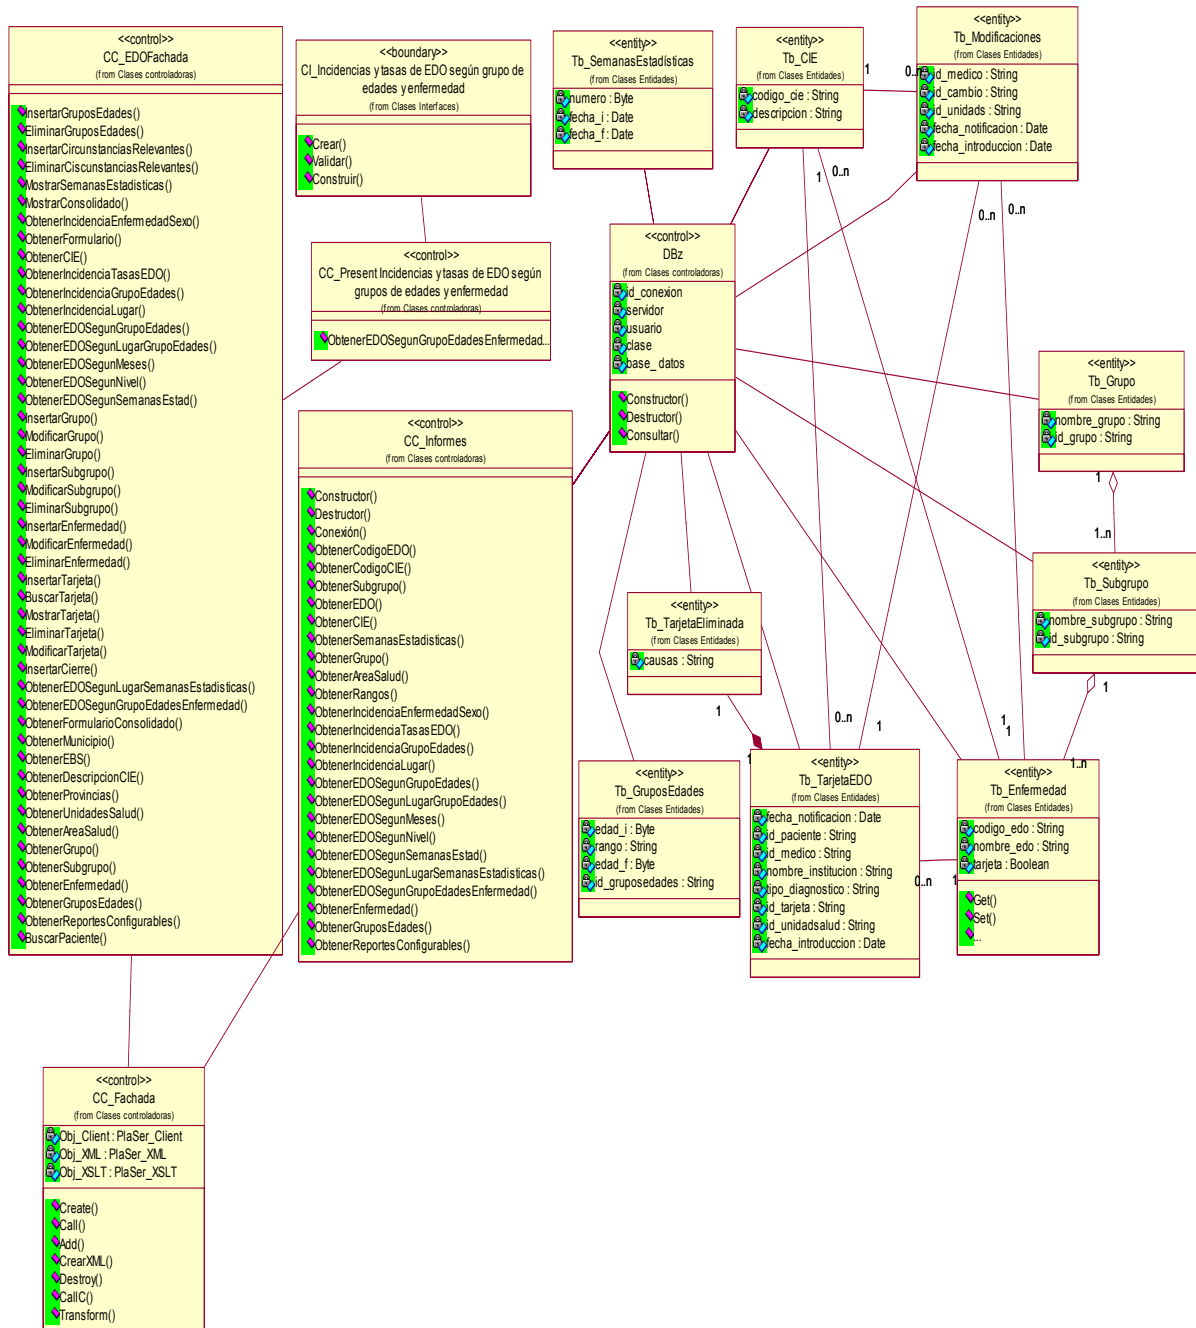 <<control>>
CC_EDOFachada
(from Clases controladoras)
InsertarGruposEdades()
EliminarGruposEdades()
InsertarCircunstanciasRelevantes()
EliminarCiscunstanciasRelevantes()
MostrarSemanasEstadisticas()
MostrarConsolidado()
ObtenerIncidenciaEnfermedadSexo()
ObtenerFormulario()
ObtenerCIE()
ObtenerIncidenciaTasasEDO()
ObtenerIncidenciaGrupoEdades()
ObtenerIncidenciaLugar()
ObtenerEDOSegunGrupoEdades()
ObtenerEDOSegunLugarGrupoEdades()
ObtenerEDOSegunMeses()
ObtenerEDOSegunNivel()
ObtenerEDOSegunSemanasEstad()
InsertarGrupo()
ModificarGrupo()
EliminarGrupo()
InsertarSubgrupo()
ModificarSubgrupo()
EliminarSubgrupo()
InsertarEnfermedad()
ModificarEnfermedad()
EliminarEnfermedad()
InsertarTarjeta()
BuscarTarjeta()
MostrarTarjeta()
EliminarTarjeta()
ModificarTarjeta()
InsertarCierre()
ObtenerEDOSegunLugarSemanasEstadisticas()
ObtenerEDOSegunGrupoEdadesEnfermedad()
ObtenerFormularioConsolidado()
ObtenerMunicipio()
ObtenerEBS()
ObtenerDescripcionCIE()
ObtenerProvincias()
ObtenerUnidadesSalud()
ObtenerAreaSalud()
ObtenerGrupo()
ObtenerSubgrupo()
ObtenerEnfermedad()
ObtenerGruposEdades()
ObtenerReportesConfigurables()
BuscarPaciente()
<<boundary>>
CI_Incidencias y tasas de EDO según grupo de
edades y enfermedad
(from Clases Interfaces)
Crear()
Validar()
Construir()
<<control>>
CC_Present Incidencias y tasas de EDO según
grupos de edades y enfermedad
(from Clases controladoras)
ObtenerEDOSegunGrupoEdadesEnfermedad...
<<control>>
CC_Informes
(from Clases controladoras)
Constructor()
Destructor()
Conexión()
ObtenerCodigoEDO()
ObtenerCodigoCIE()
ObtenerSubgrupo()
ObtenerEDO()
ObtenerCIE()
ObtenerSemanasEstadisticas()
ObtenerGrupo()
ObtenerAreaSalud()
ObtenerRangos()
ObtenerIncidenciaEnfermedadSexo()
ObtenerIncidenciaTasasEDO()
ObtenerIncidenciaGrupoEdades()
ObtenerIncidenciaLugar()
ObtenerEDOSegunGrupoEdades()
ObtenerEDOSegunLugarGrupoEdades()
ObtenerEDOSegunMeses()
ObtenerEDOSegunNivel()
ObtenerEDOSegunSemanasEstad()
ObtenerEDOSegunLugarSemanasEstadisticas()
ObtenerEDOSegunGrupoEdadesEnfermedad()
ObtenerEnfermedad()
ObtenerGruposEdades()
ObtenerReportesConfigurables()
<<control>>
CC_Fachada
(from Clases controladoras)
Obj_Client : PlaSer_Client
Obj_XML : PlaSer_XML
Obj_XSLT : PlaSer_XSLT
Create()
Call()
Add()
CrearXML()
Destroy()
CallC()
Transform()
<<entity>>
Tb_SemanasEstadísticas
(from Clases Entidades)
numero : Byte
fecha_i : Date
fecha_f : Date
<<entity>>
Tb_CIE
(from Clases Entidades)
codigo_cie : String
descripcion : String
1
0..n
1
0..n
<<entity>>
Tb_Modificaciones
(from Clases Entidades)
id_medico : String
id_cambio : String
id_unidads : String
fecha_notificacion : Date
fecha_introduccion : Date
0..n
0..n
<<control>>
DBz
(from Clases controladoras)
id_conexion
servidor
usuario
clase
base_ datos
Constructor()
Destructor()
Consultar()
<<entity>>
Tb_Grupo
(from Clases Entidades)
nombre_grupo : String
id_grupo : String
1
1..n
<<entity>>
Tb_Subgrupo
(from Clases Entidades)
nombre_subgrupo : String
id_subgrupo : String
1
1..n
<<entity>>
Tb_TarjetaEliminada
(from Clases Entidades)
causas : String
1
1
<<entity>>
Tb_GruposEdades
(from Clases Entidades)
edad_i : Byte
rango : String
edad_f : Byte
id_gruposedades : String
0..n
1
<<entity>>
Tb_TarjetaEDO
(from Clases Entidades)
fecha_notificacion : Date
id_paciente : String
id_medico : String
nombre_institucion : String
tipo_diagnostico : String
id_tarjeta : String
id_unidadsalud : String
fecha_introduccion : Date
0..n
1
1
1
<<entity>>
Tb_Enfermedad
(from Clases Entidades)
codigo_edo : String
nombre_edo : String
tarjeta : Boolean
Get()
Set()
...